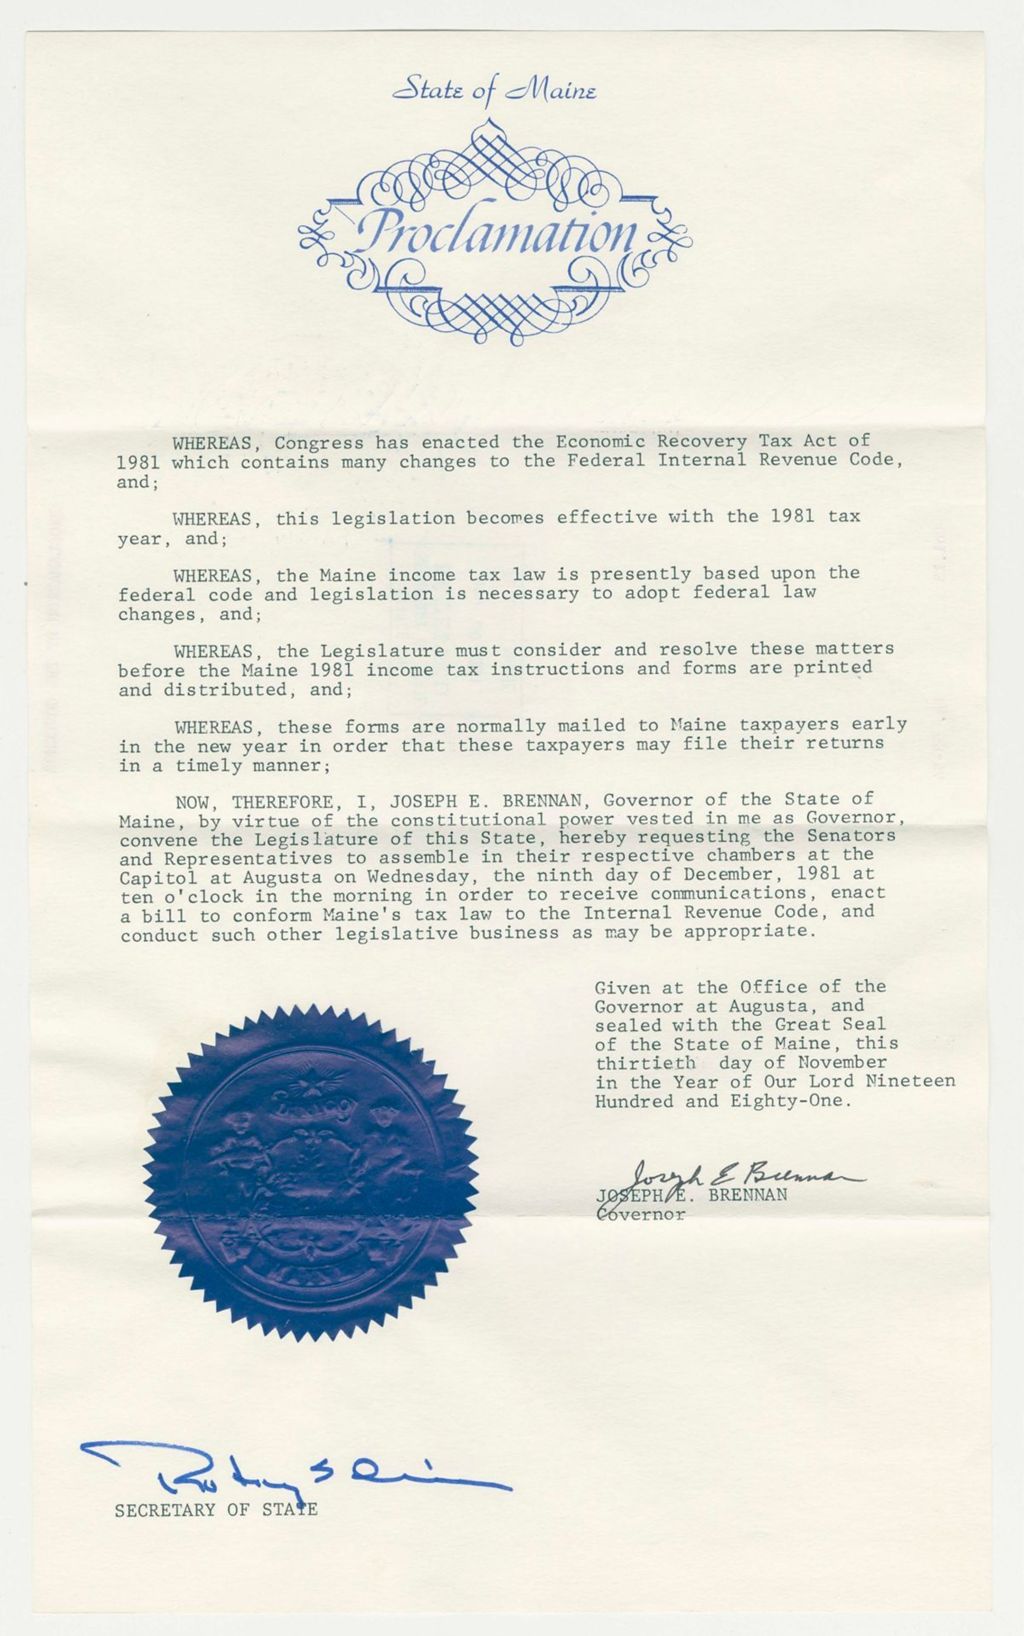 State of Maine
Proclamation
WHEREAS, Congress has enacted the Economic Recovery Tax Act of
1981 which contains many changes to the Federal Internal Revenue Code,
and;
WHEREAS, this legislation becomes effective with the 1981 tax
year, and;
WHEREAS, the Maine income tax law is presently based upon the
federal code and legislation is necessary to adopt federal law
changes, and;
WHEREAS, the Legislature must consider and resolve these matters
before the Maine 1981 income tax instructions and forms are printed
and distributed, and;
WHEREAS, these forms are normally mailed to Maine taxpayers early
in the new year in order that these taxpayers may file their returns
in a timely manner;
NOW, THEREFORE, I, JOSEPH E. BRENNAN, Governor of the State of
Maine, by virtue of the constitutional power vested in me as Governor,
convene the Legislature of this State, hereby requesting the Senators
and Representatives to assemble in their respective chambers at the
Capitol at Augusta on Wednesday, the ninth day of December, 1981 at
ten o'clock in the morning in order to receive communications, enact
a bill to conform Maine's tax law to the Internal Revenue Code, and
conduct such other legislative business as may be appropriate.
Given at the Office of the
Governor at Augusta, and
sealed with the Great Seal
of the State of Maine, this
thirtieth day of November
in the Year of Our Lord Nineteen
Hundred and Eighty-One.
Joseph E Brennan
JOSEPH E. BRENNAN
Governor
SECRETARY OF STATE